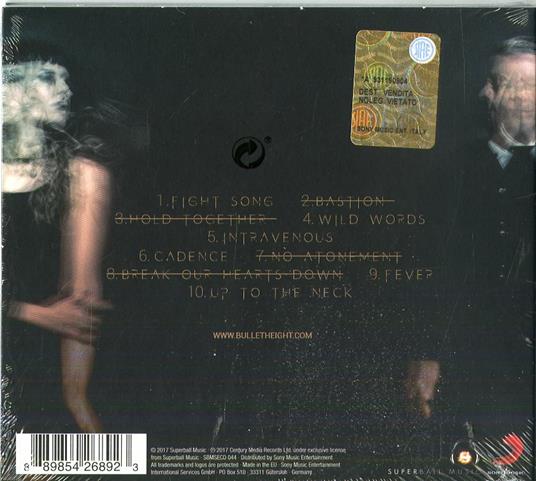 SIAE
*A 931160904
DEST. VENDITA
NOLEG. VIETATO
SONY MUSIC ENT. ITALY
®
1.FIGHT SONG 2.BASTION
3.HOLD TOGETHER 4.WILD WORDS
5.INTRAVENOUS
6.CADENCE 7.NO ATONEMENT
8.BREAK OUR HEARTS DOWN 9.FEVER
10.UP TO THE NECK
WWW.BULLETHEIGHT.COM
℗ 2017 Superball Music · © 2017 Century Media Records Ltd. under exclusive license
from Superball Music · SBMSECD 044 · Distributed by Sony Music Entertainment
All trademarks and logos are protected · Made in the EU · Sony Music Entertainment
International Services GmbH · PO Box 510 · 33311 Gütersloh · Germany
8 89854 26892 3
SUPERBALL MUSIC